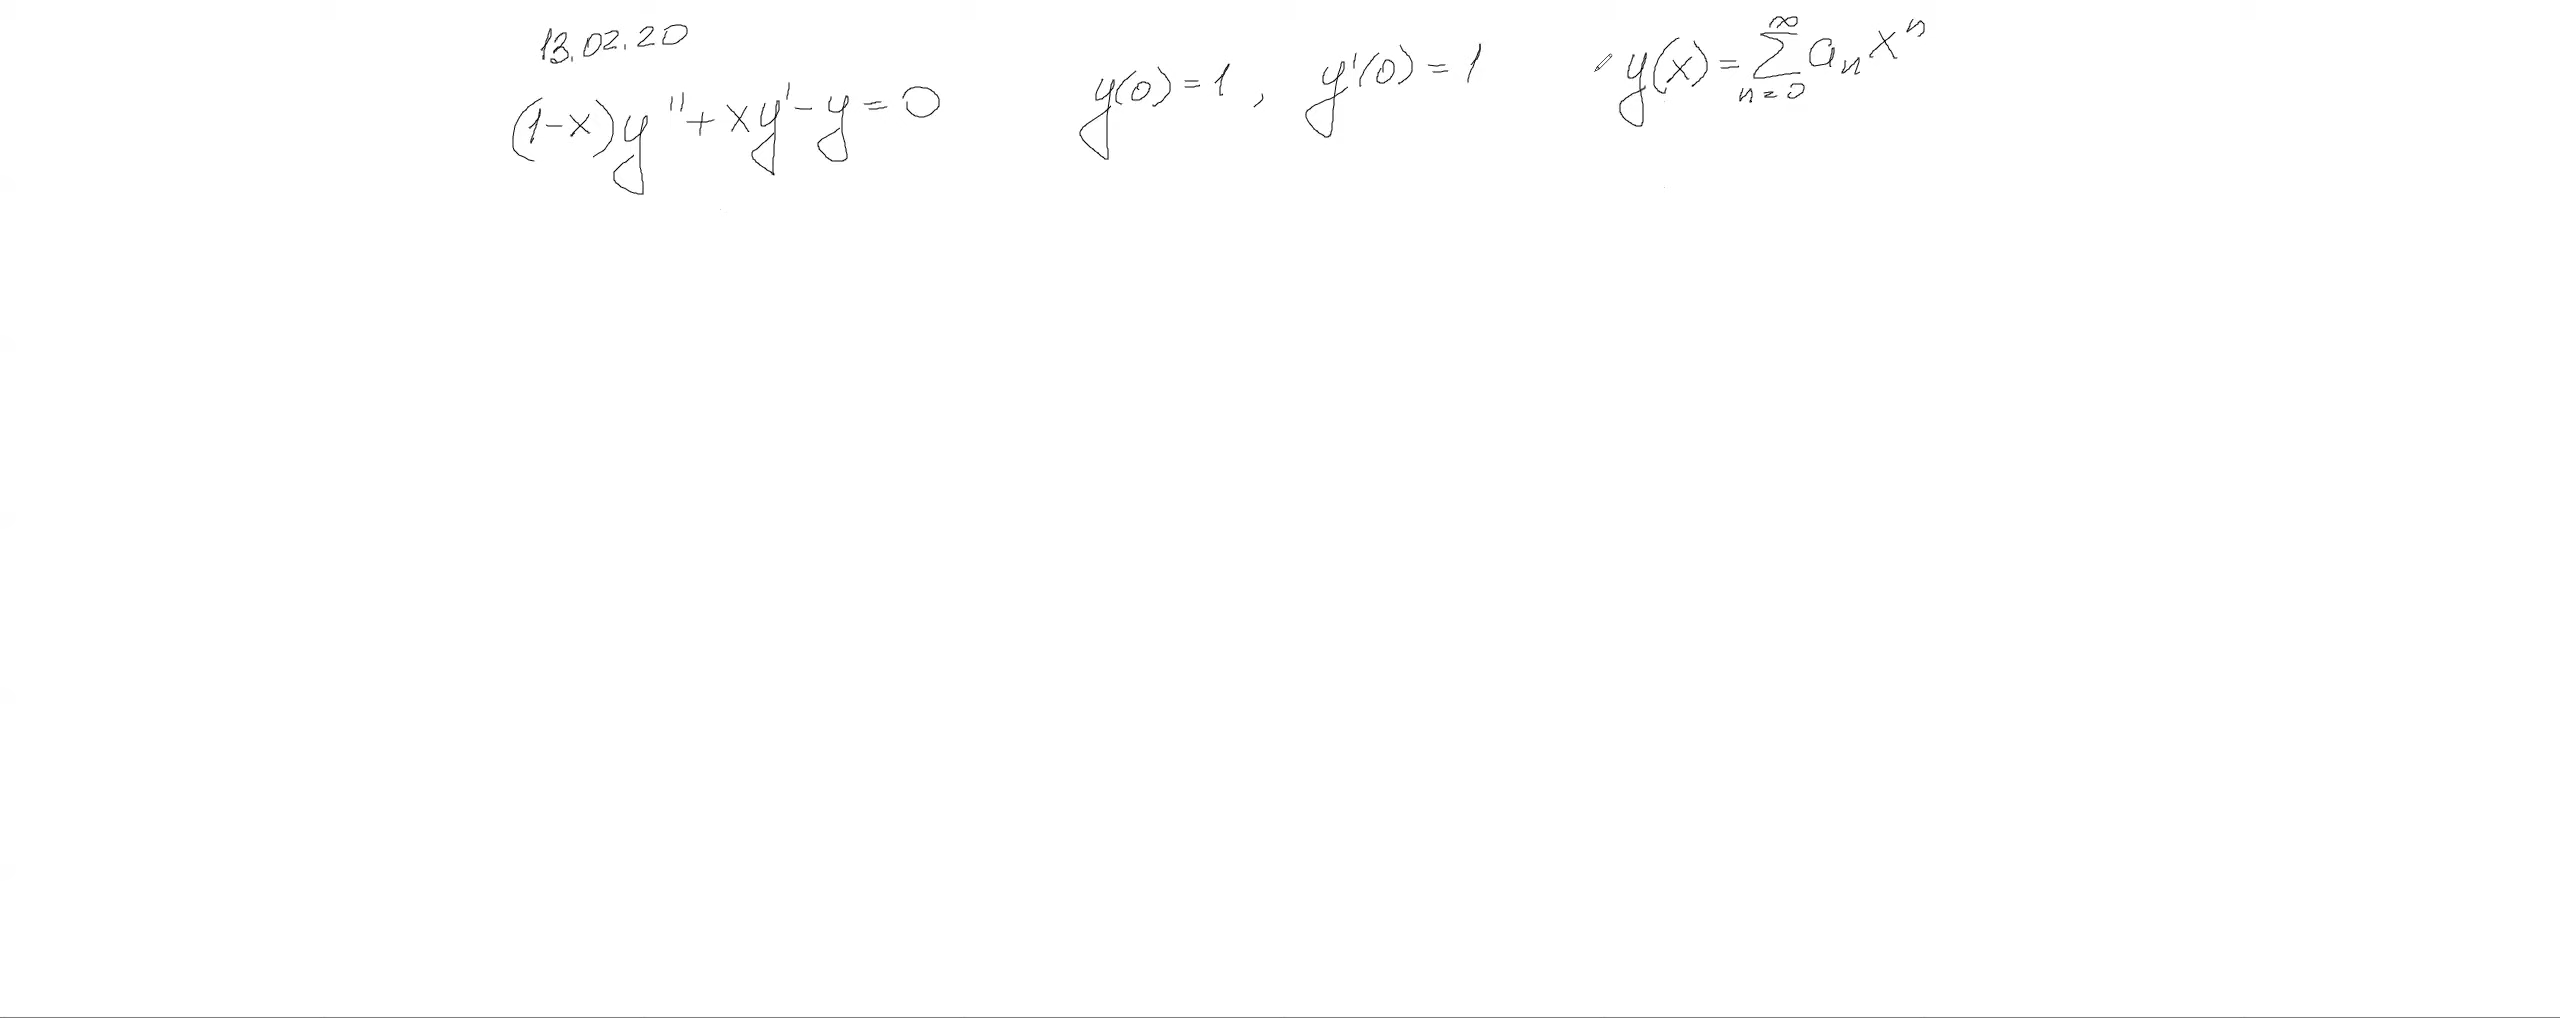 13.02.20
(1-x)y''+xy'-y=0 y(0)=1, y'(0)=1 y(x)=∑_{n=0}^{∞} a_n x^n